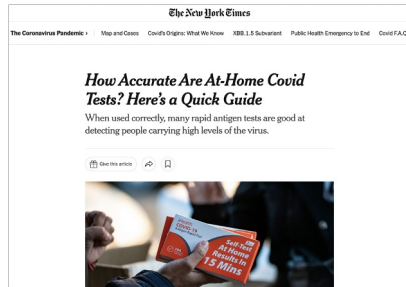 The New York Times
The Coronavirus Pandemic > Map and Cases Covid's Origins: What We Know XBB.1.5 Subvariant Public Health Emergency to End Covid F.A.Q
How Accurate Are At-Home Covid
Tests? Here's a Quick Guide
When used correctly, many rapid antigen tests are good at
detecting people carrying high levels of the virus.
Give this article
COVID-19
Self-Test
At Home
Results In
15 Mins